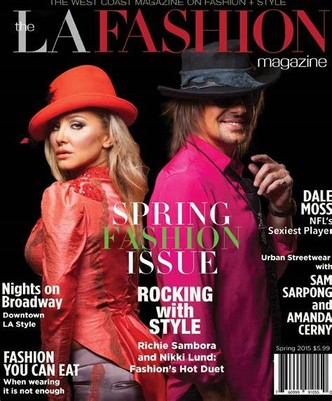 THE WEST COAST MAGAZINE ON FASHION + STYLE
the LA FASHION
magazine
SPRING
FASHION
ISSUE
ROCKING
with
STYLE
Richie Sambora
and Nikki Lund:
Fashion's Hot Duet
Nights on
Broadway
Downtown
LA Style
FASHION
YOU CAN EAT
When wearing
it is not enough
DALE
MOSS
NFL's
Sexiest Player
Urban Streetwear
with
SAM
SARPONG
and
AMANDA
CERNY
Spring 2015 $5.99